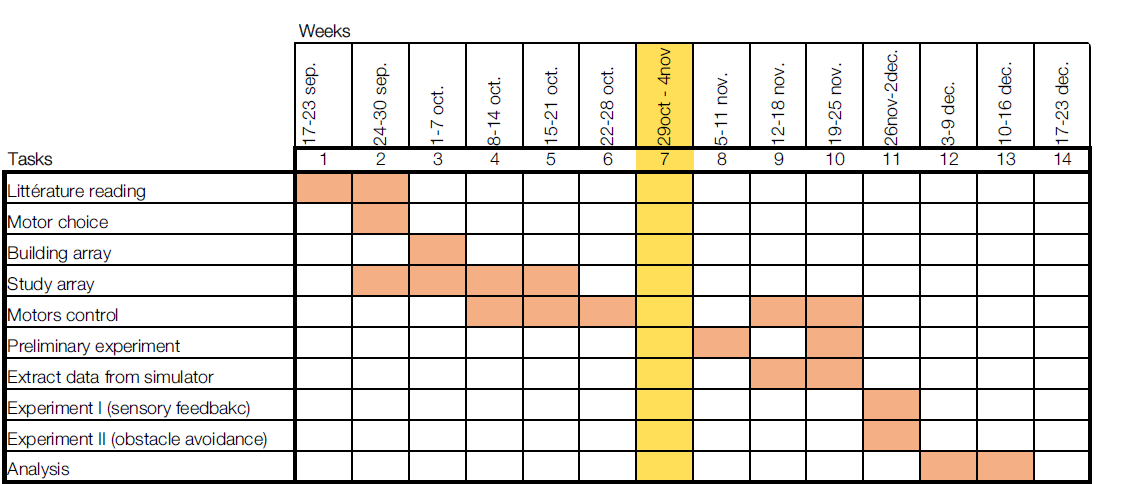 Weeks
17-23 sep.
24-30 sep.
1-7 oct.
8-14 oct.
15-21 oct.
22-28 oct.
29oct - 4nov
5-11 nov.
12-18 nov.
19-25 nov.
26nov-2dec.
3-9 dec.
10-16 dec.
17-23 dec.
Tasks 1 2 3 4 5 6 7 8 9 10 11 12 13 14
Littérature reading
Motor choice
Building array
Study array
Motors control
Preliminary experiment
Extract data from simulator
Experiment I (sensory feedbakc)
Experiment II (obstacle avoidance)
Analysis